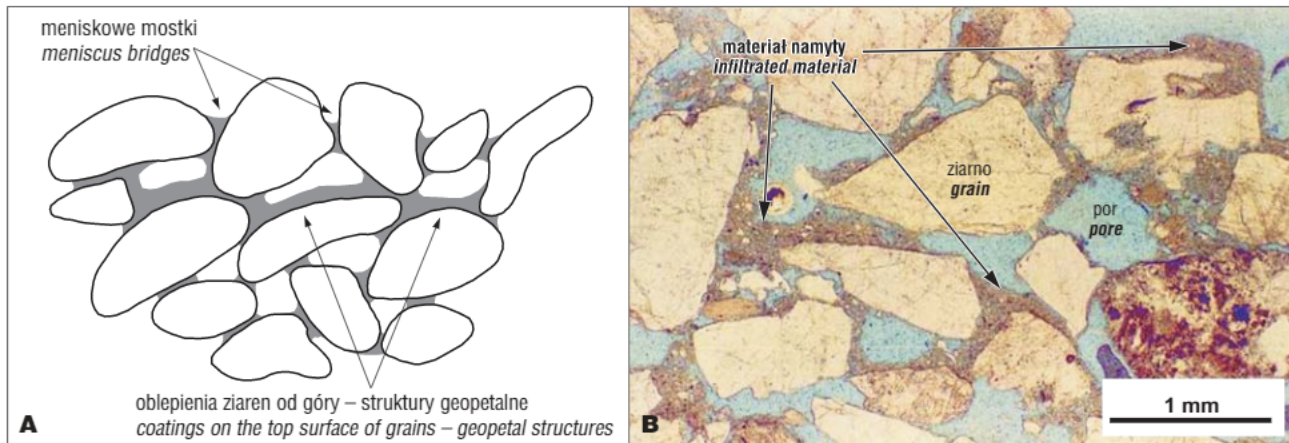 meniskowe mostki
meniscus bridges
oblepienia ziaren od góry – struktury geopetalne
coatings on the top surface of grains – geopetal structures
A
materiał namyty
infiltrated material
ziarno
grain
por
pore
1 mm
B